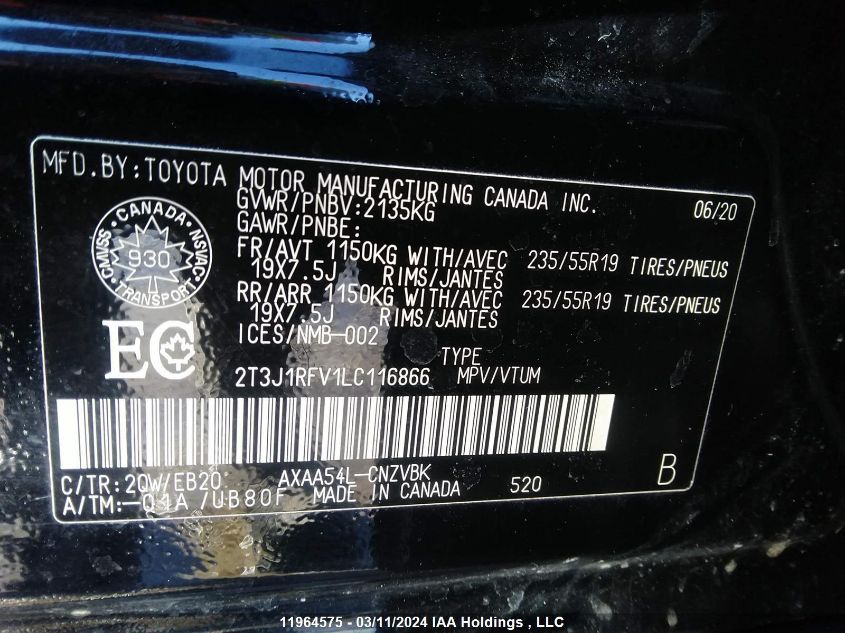 MFD.BY:TOYOTA MOTOR MANUFACTURING CANADA INC. 06/20
GVWR/PNBV:2135KG
GAWR/PNBE:
FR/AVT 1150KG WITH/AVEC 235/55R19 TIRES/PNEUS
19X7.5J RIMS/JANTES
RR/ARR 1150KG WITH/AVEC 235/55R19 TIRES/PNEUS
19X7.5J RIMS/JANTES
ICES/NMB-002
CANADA
CMVSS 930 NSVAC
TRANSPORT
EC
TYPE
2T3J1RFV1LC116866 MPV/VTUM
C/TR:2QW/EB20 AXAA54L-CNZVBK
A/TM:-01A/UB80F MADE IN CANADA 520 B
11964575 - 03/11/2024 IAA Holdings , LLC